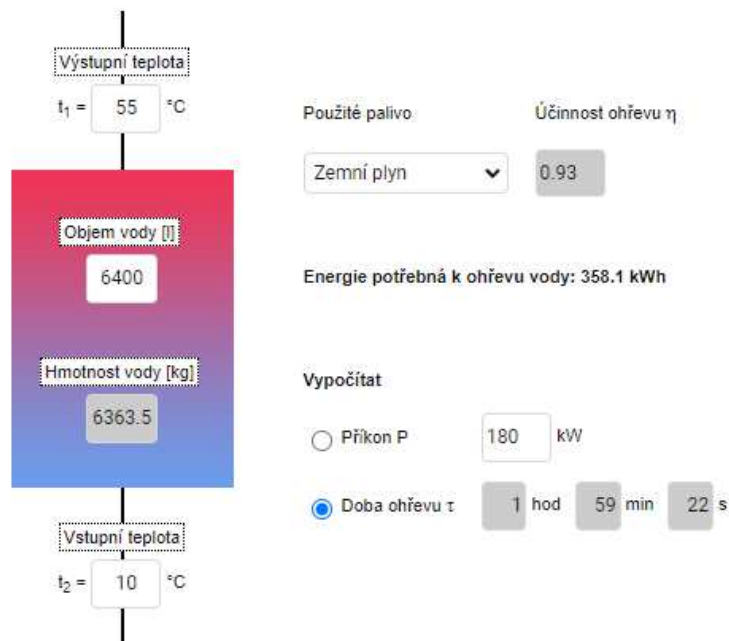 Výstupní teplota
t₁ = 55 °C
Použité palivo
Účinnost ohřevu η
Zemní plyn
0.93
Objem vody [l]
6400
Energie potřebná k ohřevu vody: 358.1 kWh
Hmotnost vody [kg]
6363.5
Vypočítat
Příkon P 180 kW
Doba ohřevu τ 1 hod 59 min 22 s
Vstupní teplota
t₂ = 10 °C